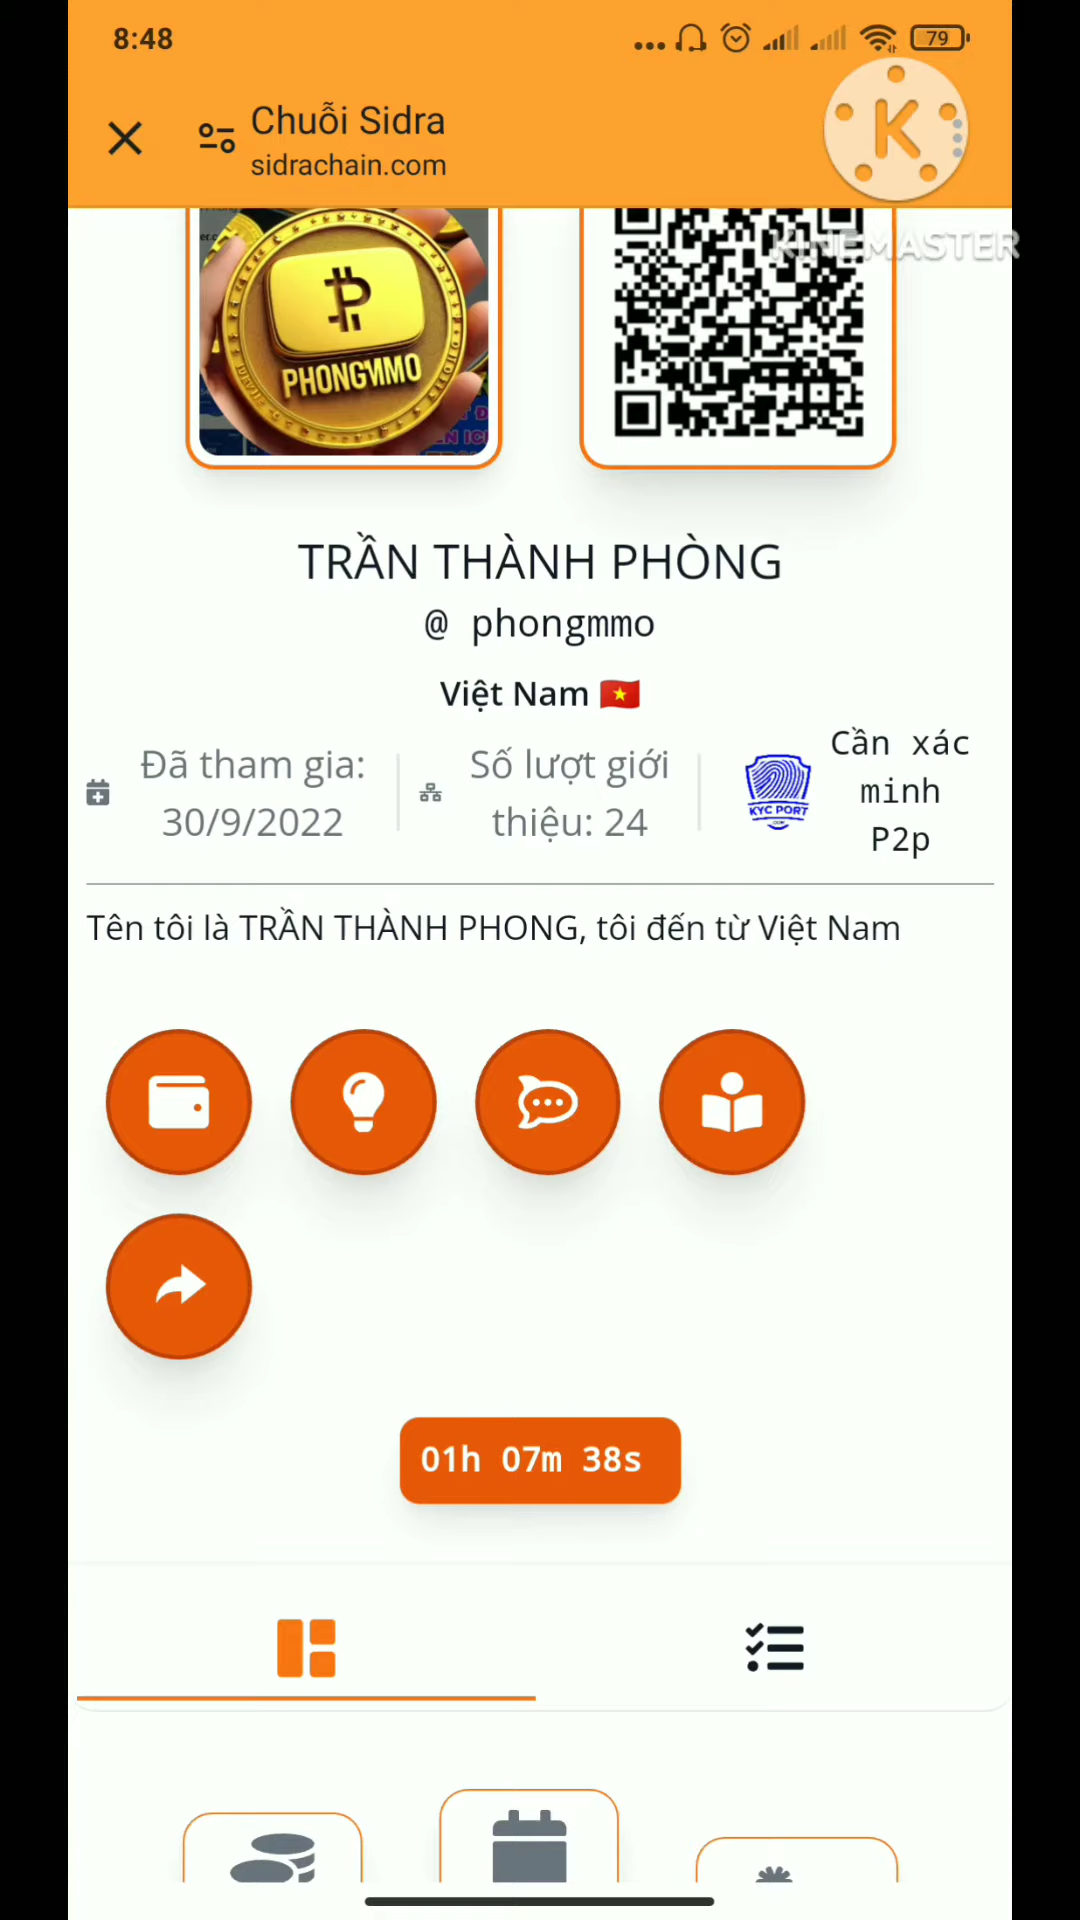 8:48
79
Chuỗi Sidra
sidrachain.com
K
KINEMASTER
PHONGMMO
TRẦN THÀNH PHÒNG
@ phongmmo
Việt Nam
Đã tham gia:
30/9/2022
Số lượt giới
thiệu: 24
KYC PORT
.COM
Cần xác
minh
P2p
Tên tôi là TRẦN THÀNH PHONG, tôi đến từ Việt Nam
01h 07m 38s